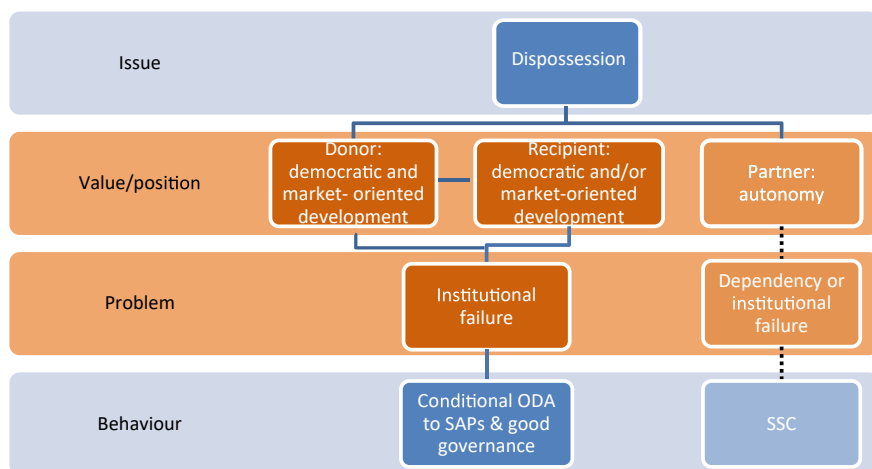 Issue
Dispossession
Value/position
Donor:
democratic and
market- oriented
development
Recipient:
democratic and/or
market-oriented
development
Partner:
autonomy
Problem
Institutional
failure
Dependency or
institutional
failure
Behaviour
Conditional ODA
to SAPs & good
governance
SSC